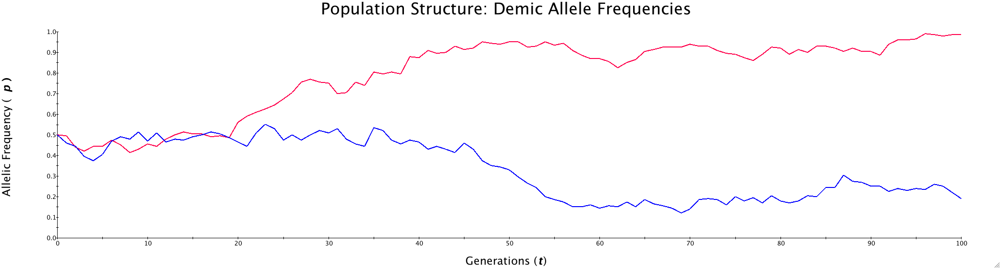 Population Structure: Demic Allele Frequencies
Allelic Frequency ( p )
1.0
0.9
0.8
0.7
0.6
0.5
0.4
0.3
0.2
0.1
0.0
0 10 20 30 40 50 60 70 80 90 100
Generations (t)